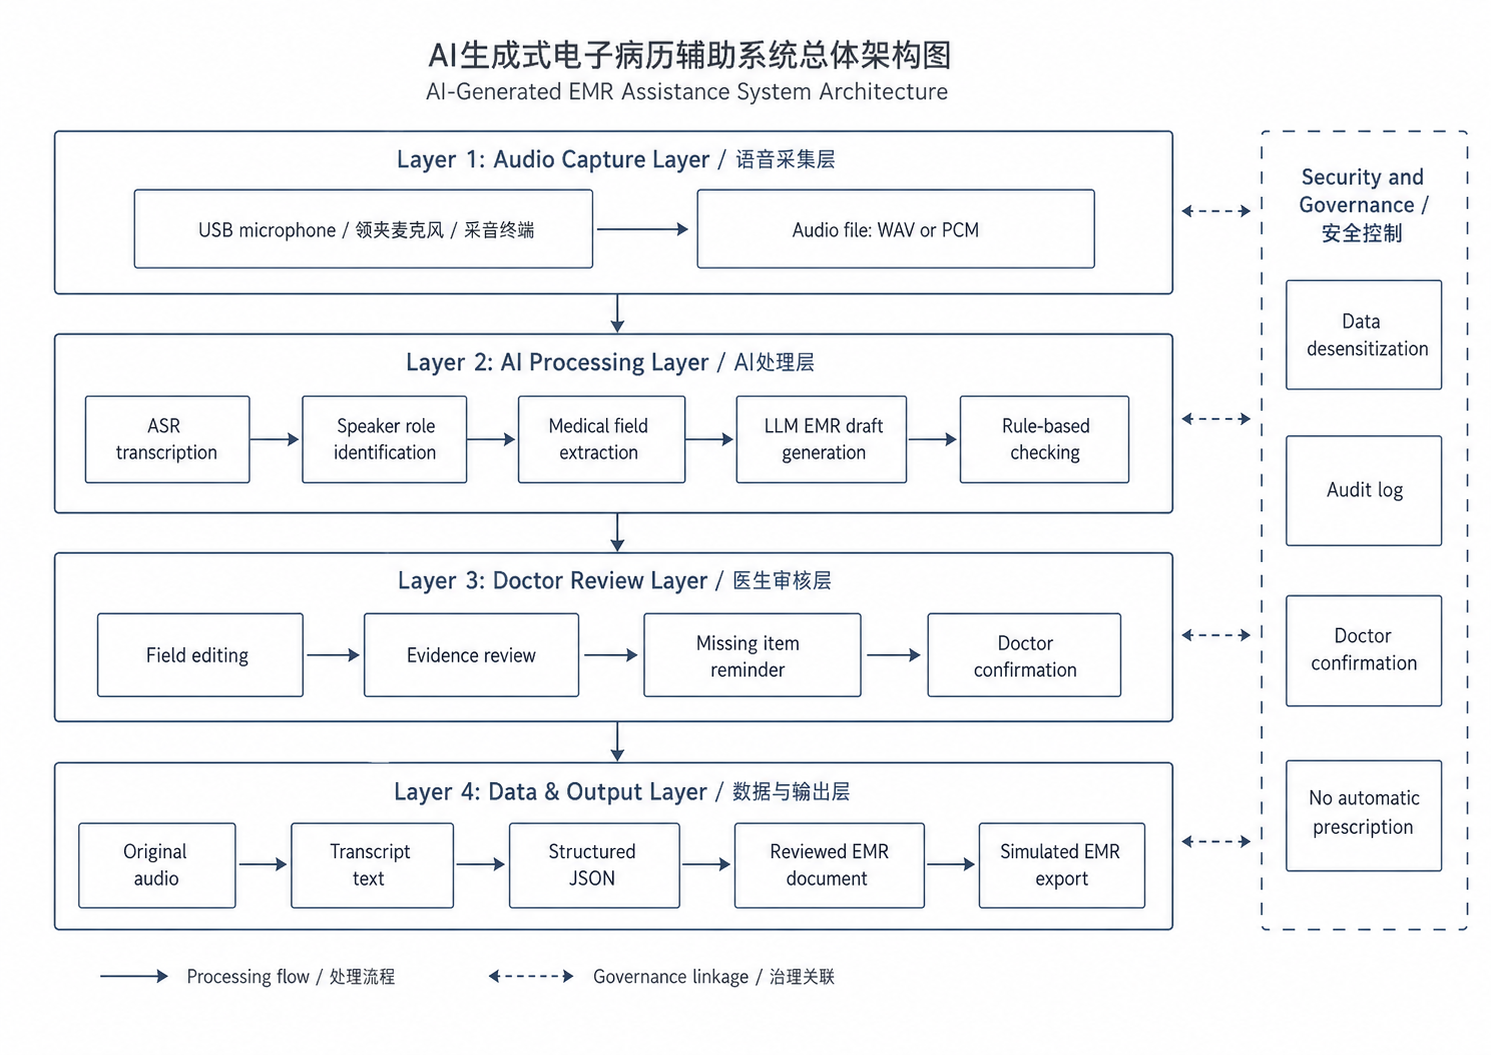 AI生成式电子病历辅助系统总体架构图
AI-Generated EMR Assistance System Architecture
Layer 1: Audio Capture Layer / 语音采集层
USB microphone / 领夹麦克风 / 采音终端
Audio file: WAV or PCM
Layer 2: AI Processing Layer / AI处理层
ASR
transcription
Speaker role
identification
Medical field
extraction
LLM EMR draft
generation
Rule-based
checking
Layer 3: Doctor Review Layer / 医生审核层
Field editing
Evidence review
Missing item
reminder
Doctor
confirmation
Layer 4: Data & Output Layer / 数据与输出层
Original
audio
Transcript
text
Structured
JSON
Reviewed EMR
document
Simulated EMR
export
Security and
Governance /
安全控制
Data
desensitization
Audit log
Doctor
confirmation
No automatic
prescription
Processing flow / 处理流程
Governance linkage / 治理关联